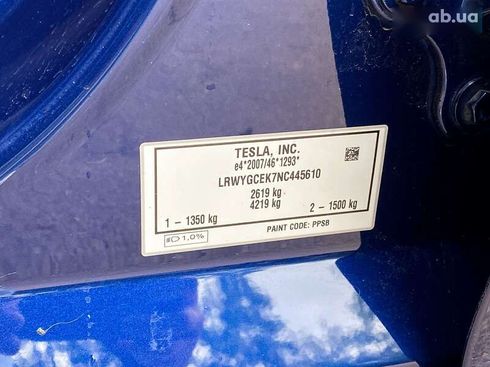 ab.ua
TESLA, INC.
e4*2007/46*1293*
LRWYGCEK7NC445610
2619 kg
4219 kg
1 – 1350 kg 2 – 1500 kg
1,0%
PAINT CODE: PPSB